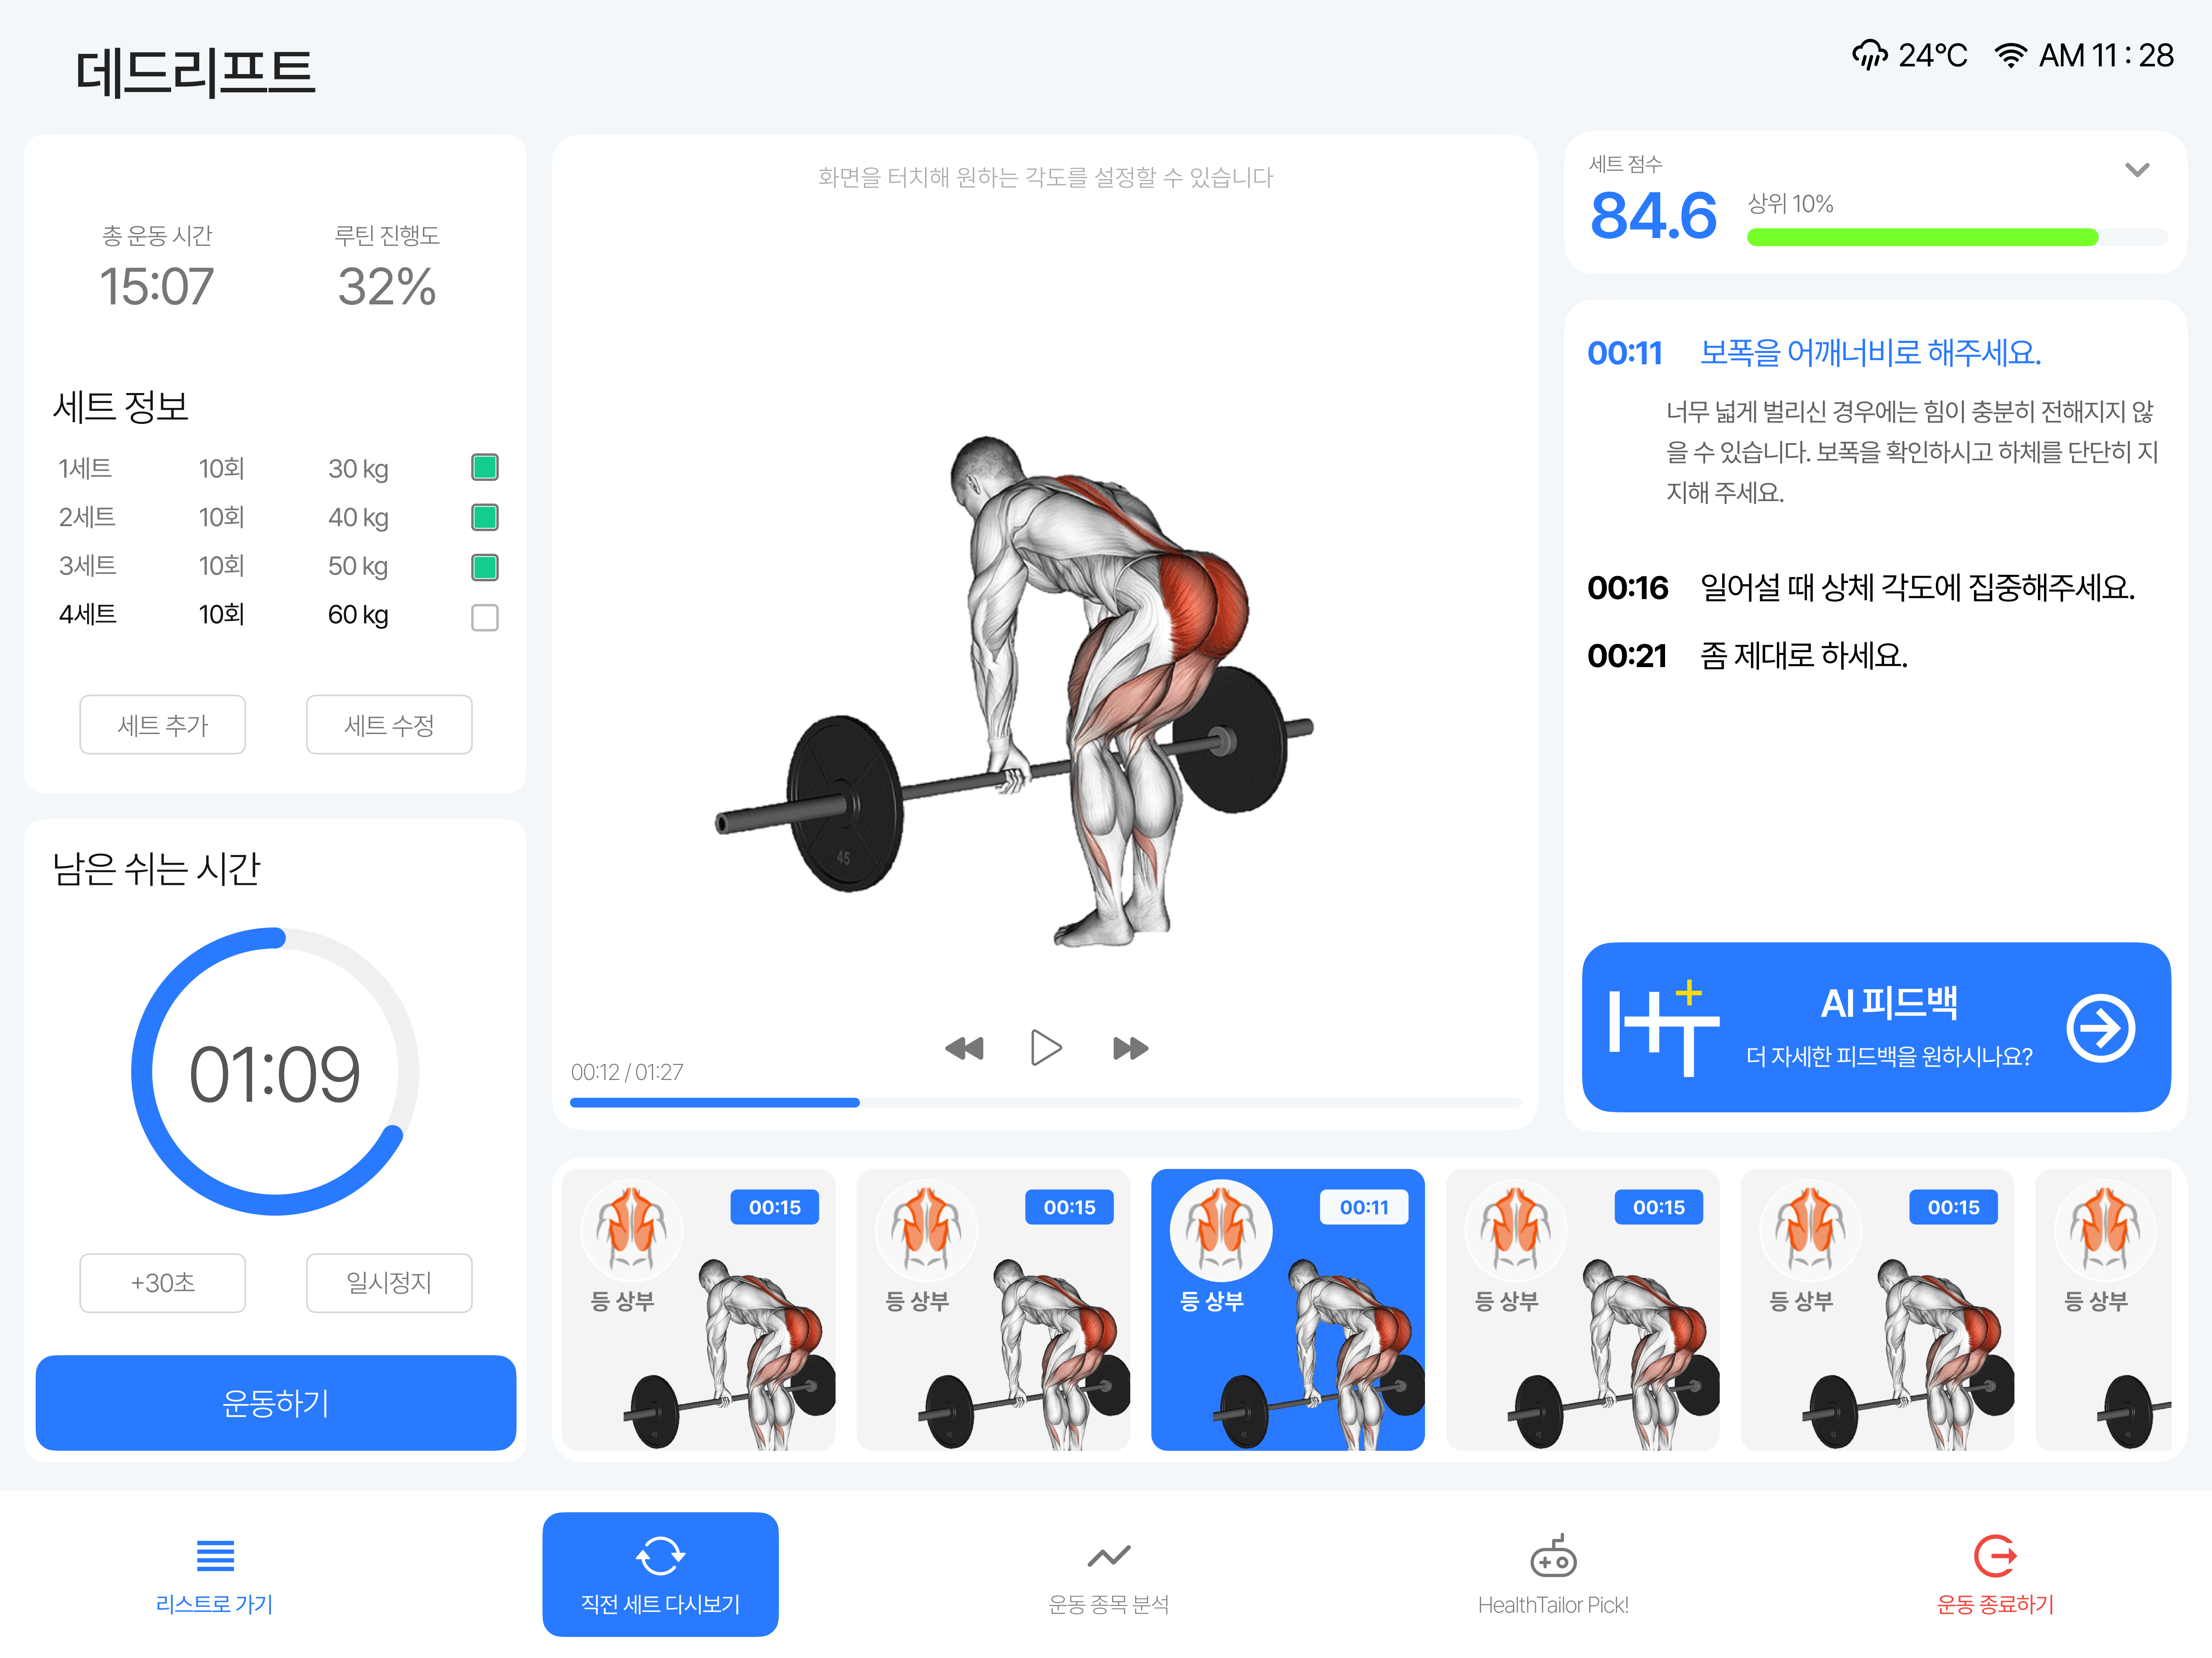 데드리프트
24°C AM 11 : 28
총 운동 시간 루틴 진행도
15:07 32%
세트 정보
1세트 10회 30 kg
2세트 10회 40 kg
3세트 10회 50 kg
4세트 10회 60 kg
세트 추가 세트 수정
남은 쉬는 시간
01:09
+30초 일시정지
운동하기
화면을 터치해 원하는 각도를 설정할 수 있습니다
45
00:12 / 01:27
세트 점수
84.6 상위 10%
00:11 보폭을 어깨너비로 해주세요.
너무 넓게 벌리신 경우에는 힘이 충분히 전해지지 않
을 수 있습니다. 보폭을 확인하시고 하체를 단단히 지
지해 주세요.
00:16 일어설 때 상체 각도에 집중해주세요.
00:21 좀 제대로 하세요.
AI 피드백
더 자세한 피드백을 원하시나요?
00:15 00:15 00:11 00:15 00:15
등 상부 등 상부 등 상부 등 상부 등 상부 등 상부
리스트로 가기 직전 세트 다시보기 운동 종목 분석 HealthTailor Pick! 운동 종료하기